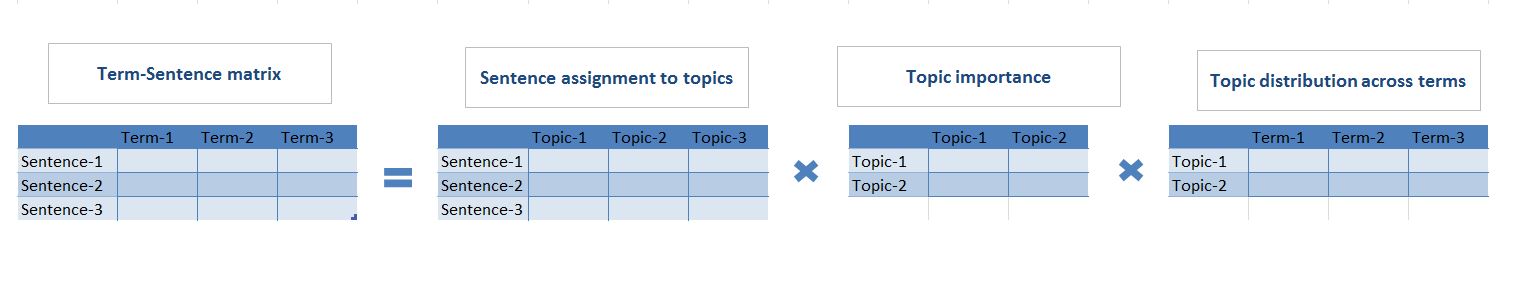 Term-Sentence matrix
Sentence assignment to topics
Topic importance
Topic distribution across terms
Term-1 Term-2 Term-3
Sentence-1
Sentence-2
Sentence-3
=
Topic-1 Topic-2 Topic-3
Sentence-1
Sentence-2
Sentence-3
×
Topic-1 Topic-2
Topic-1
Topic-2
×
Term-1 Term-2 Term-3
Topic-1
Topic-2